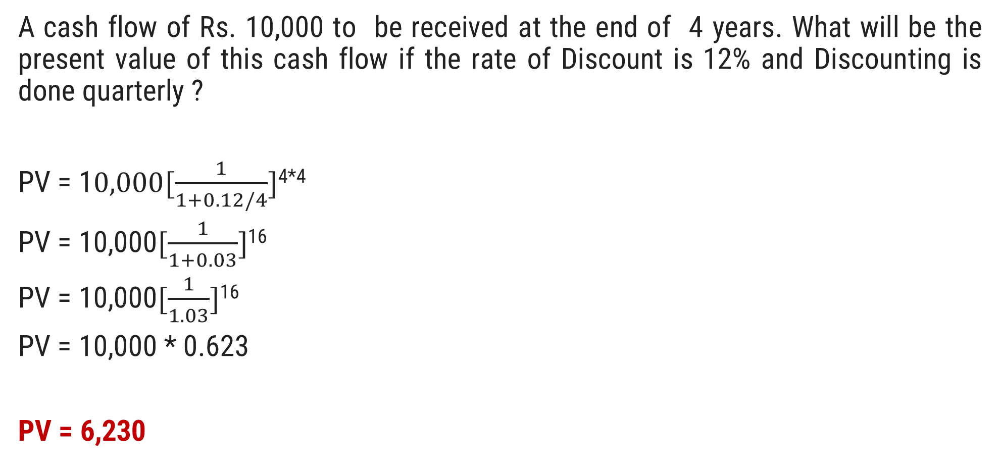 A cash flow of Rs. 10,000 to be received at the end of 4 years. What will be the
present value of this cash flow if the rate of Discount is 12% and Discounting is
done quarterly ?
PV = 10,000[1/(1+0.12/4)]^4*4
PV = 10,000[1/(1+0.03)]^16
PV = 10,000[1/1.03]^16
PV = 10,000 * 0.623
PV = 6,230